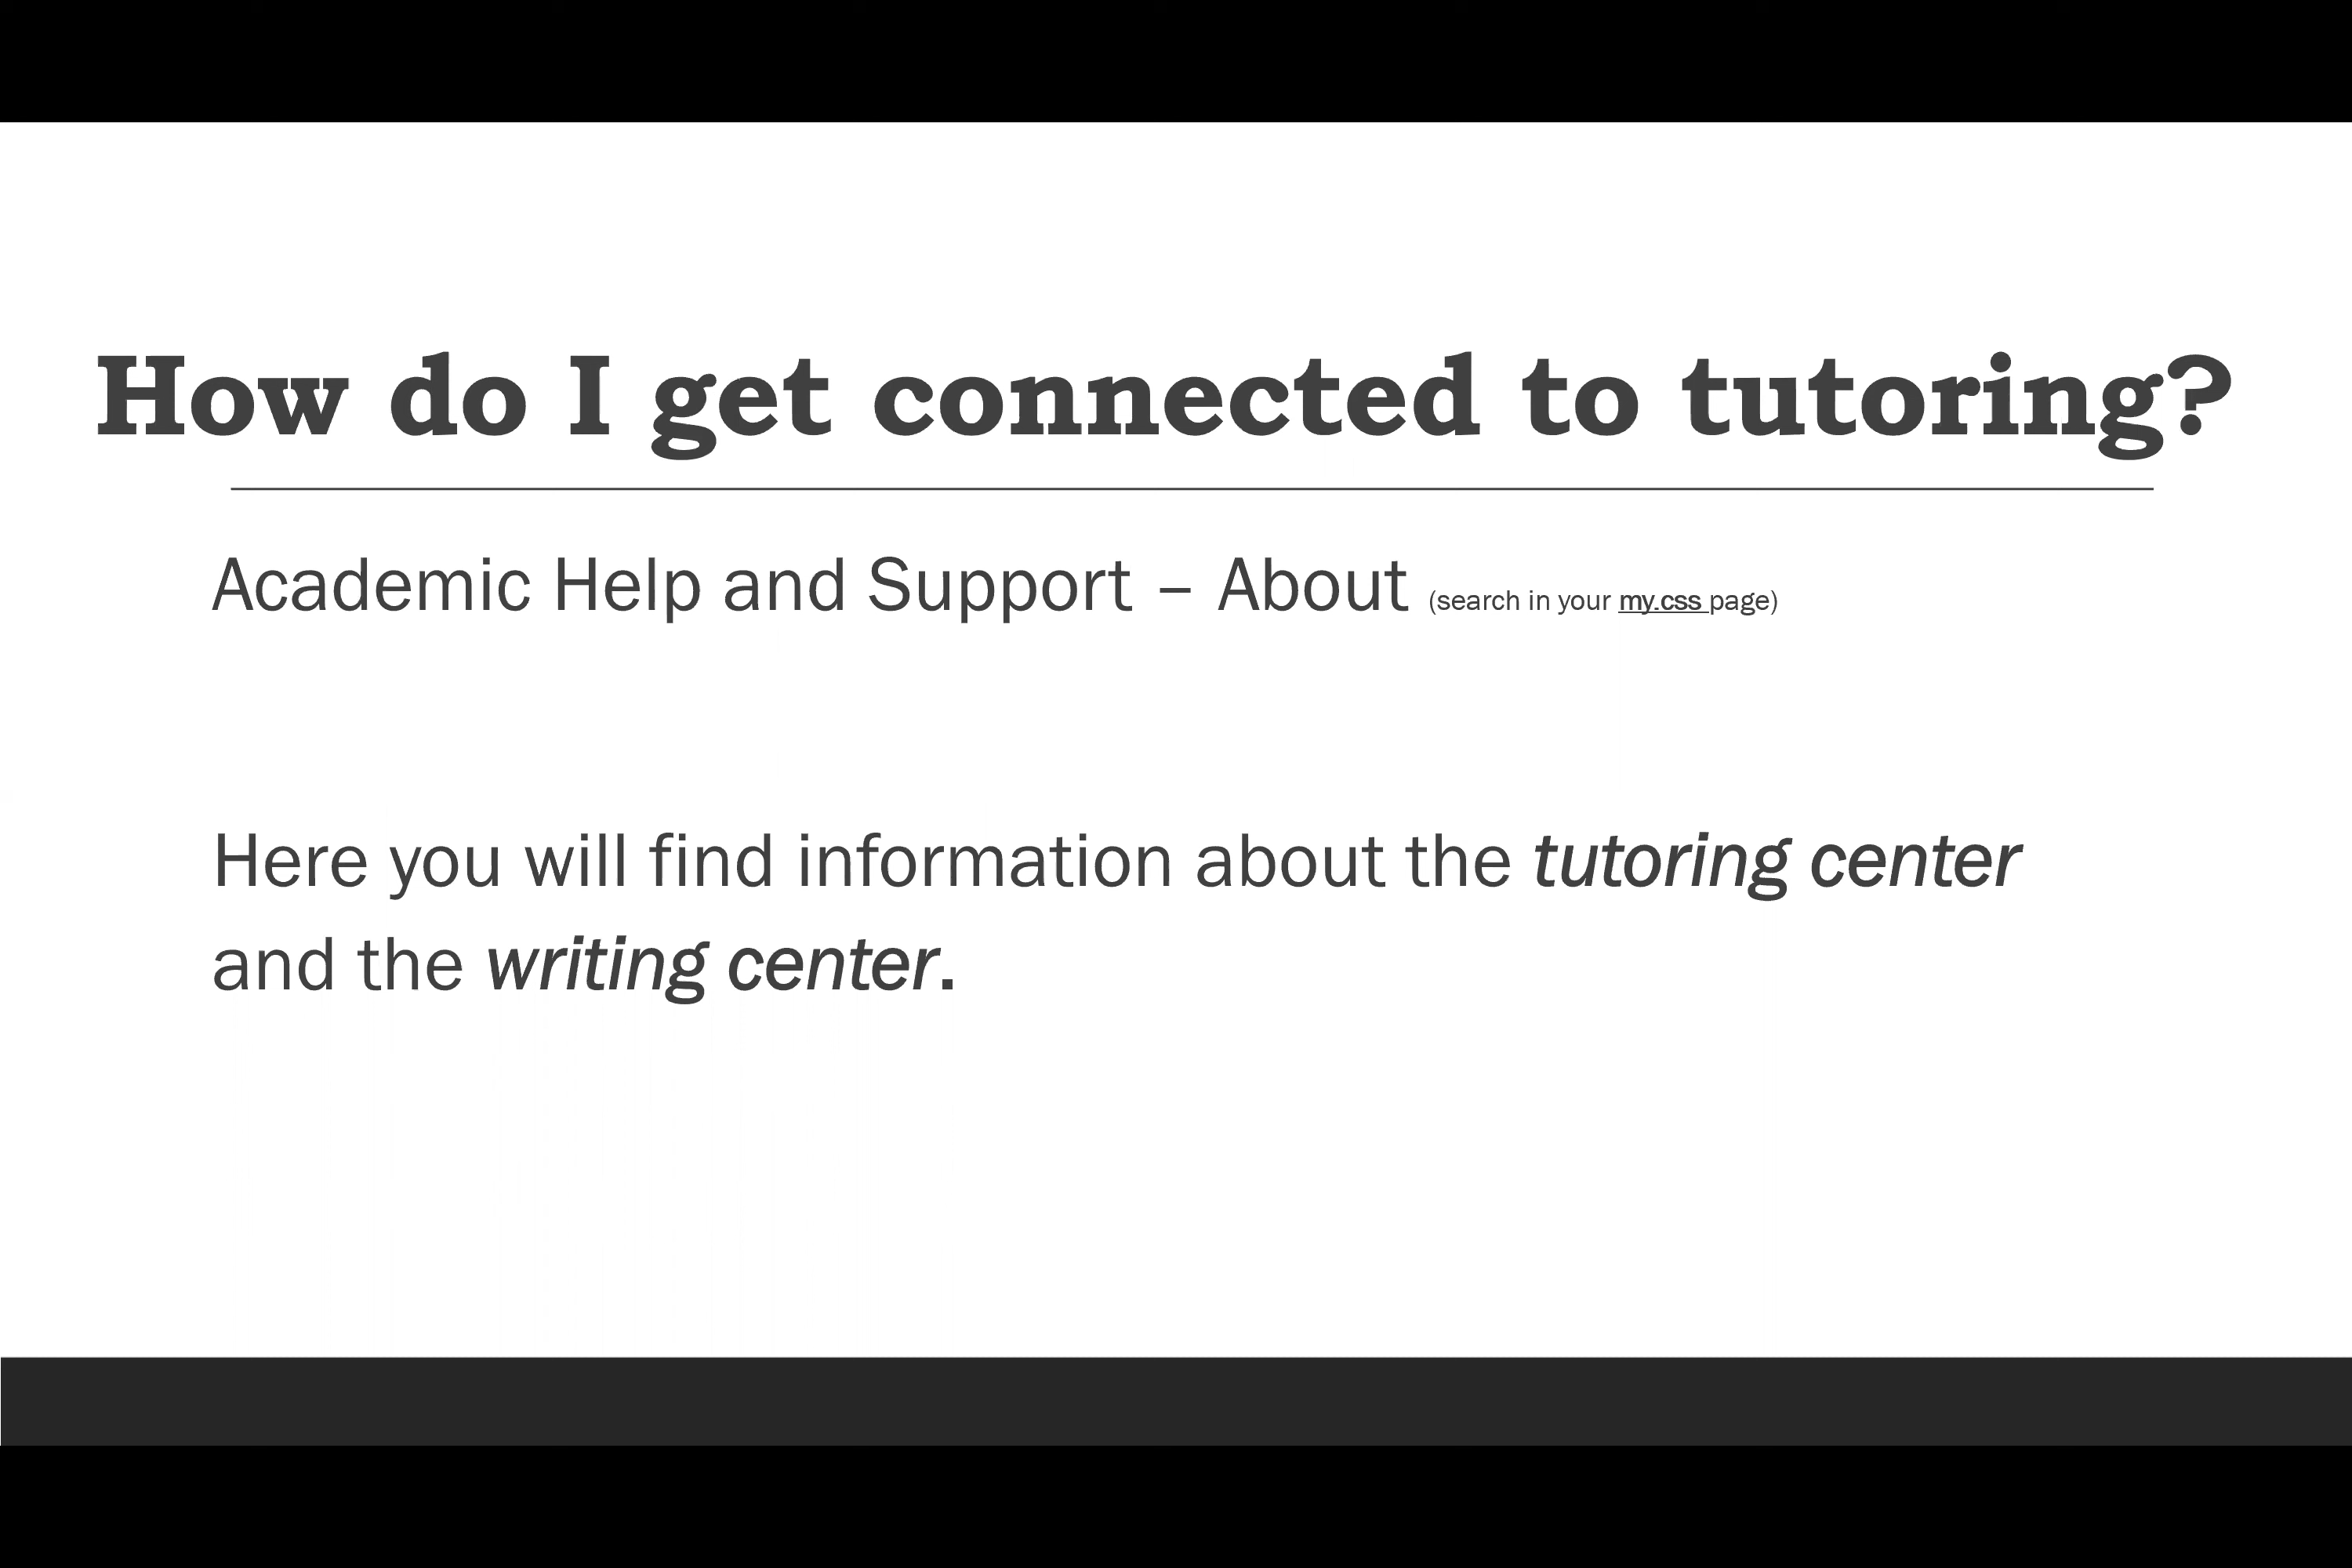 How do I get connected to tutoring?
Academic Help and Support – About (search in your my.css page)
Here you will find information about the tutoring center
and the writing center.